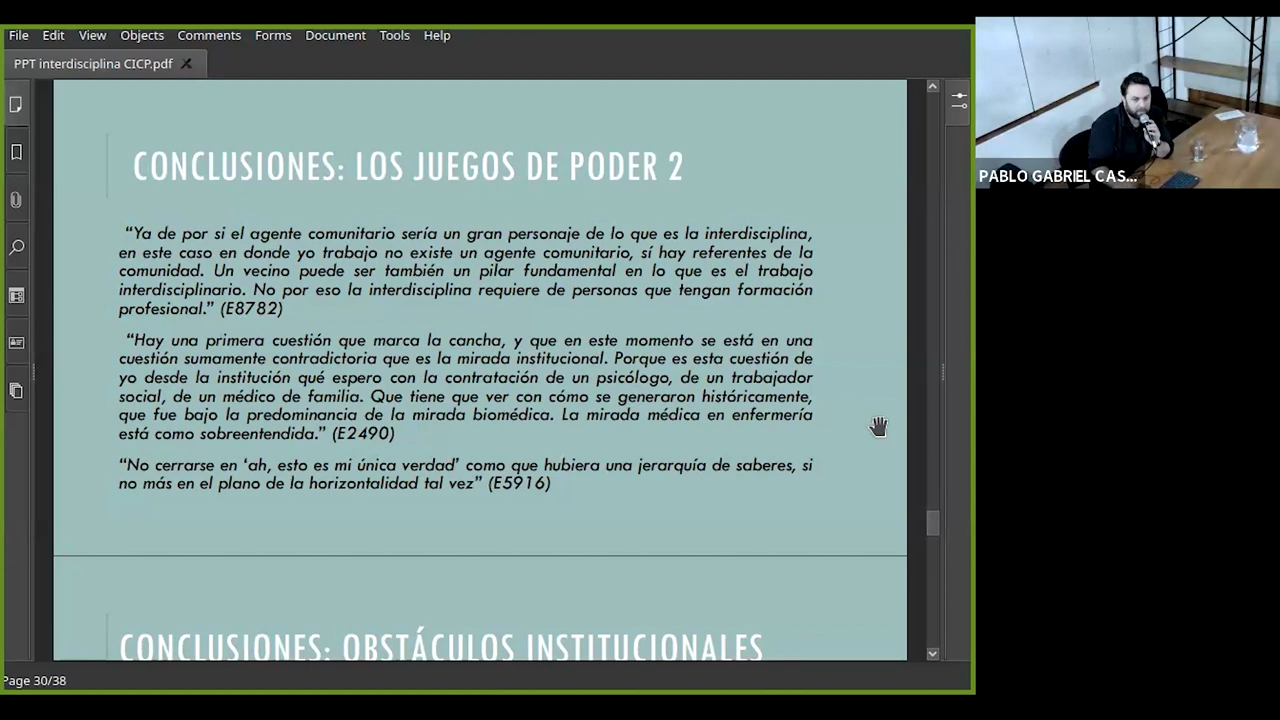 File Edit View Objects Comments Forms Document Tools Help
PPT interdisciplina CICP.pdf
CONCLUSIONES: LOS JUEGOS DE PODER 2
“Ya de por si el agente comunitario sería un gran personaje de lo que es la interdisciplina,
en este caso en donde yo trabajo no existe un agente comunitario, sí hay referentes de la
comunidad. Un vecino puede ser también un pilar fundamental en lo que es el trabajo
interdisciplinario. No por eso la interdisciplina requiere de personas que tengan formación
profesional.” (E8782)
“Hay una primera cuestión que marca la cancha, y que en este momento se está en una
cuestión sumamente contradictoria que es la mirada institucional. Porque es esta cuestión de
yo desde la institución qué espero con la contratación de un psicólogo, de un trabajador
social, de un médico de familia. Que tiene que ver con cómo se generaron históricamente,
que fue bajo la predominancia de la mirada biomédica. La mirada médica en enfermería
está como sobreentendida.” (E2490)
“No cerrarse en ‘ah, esto es mi única verdad’ como que hubiera una jerarquía de saberes, si
no más en el plano de la horizontalidad tal vez” (E5916)
CONCLUSIONES: OBSTÁCULOS INSTITUCIONALES
Page 30/38
PABLO GABRIEL CAS...